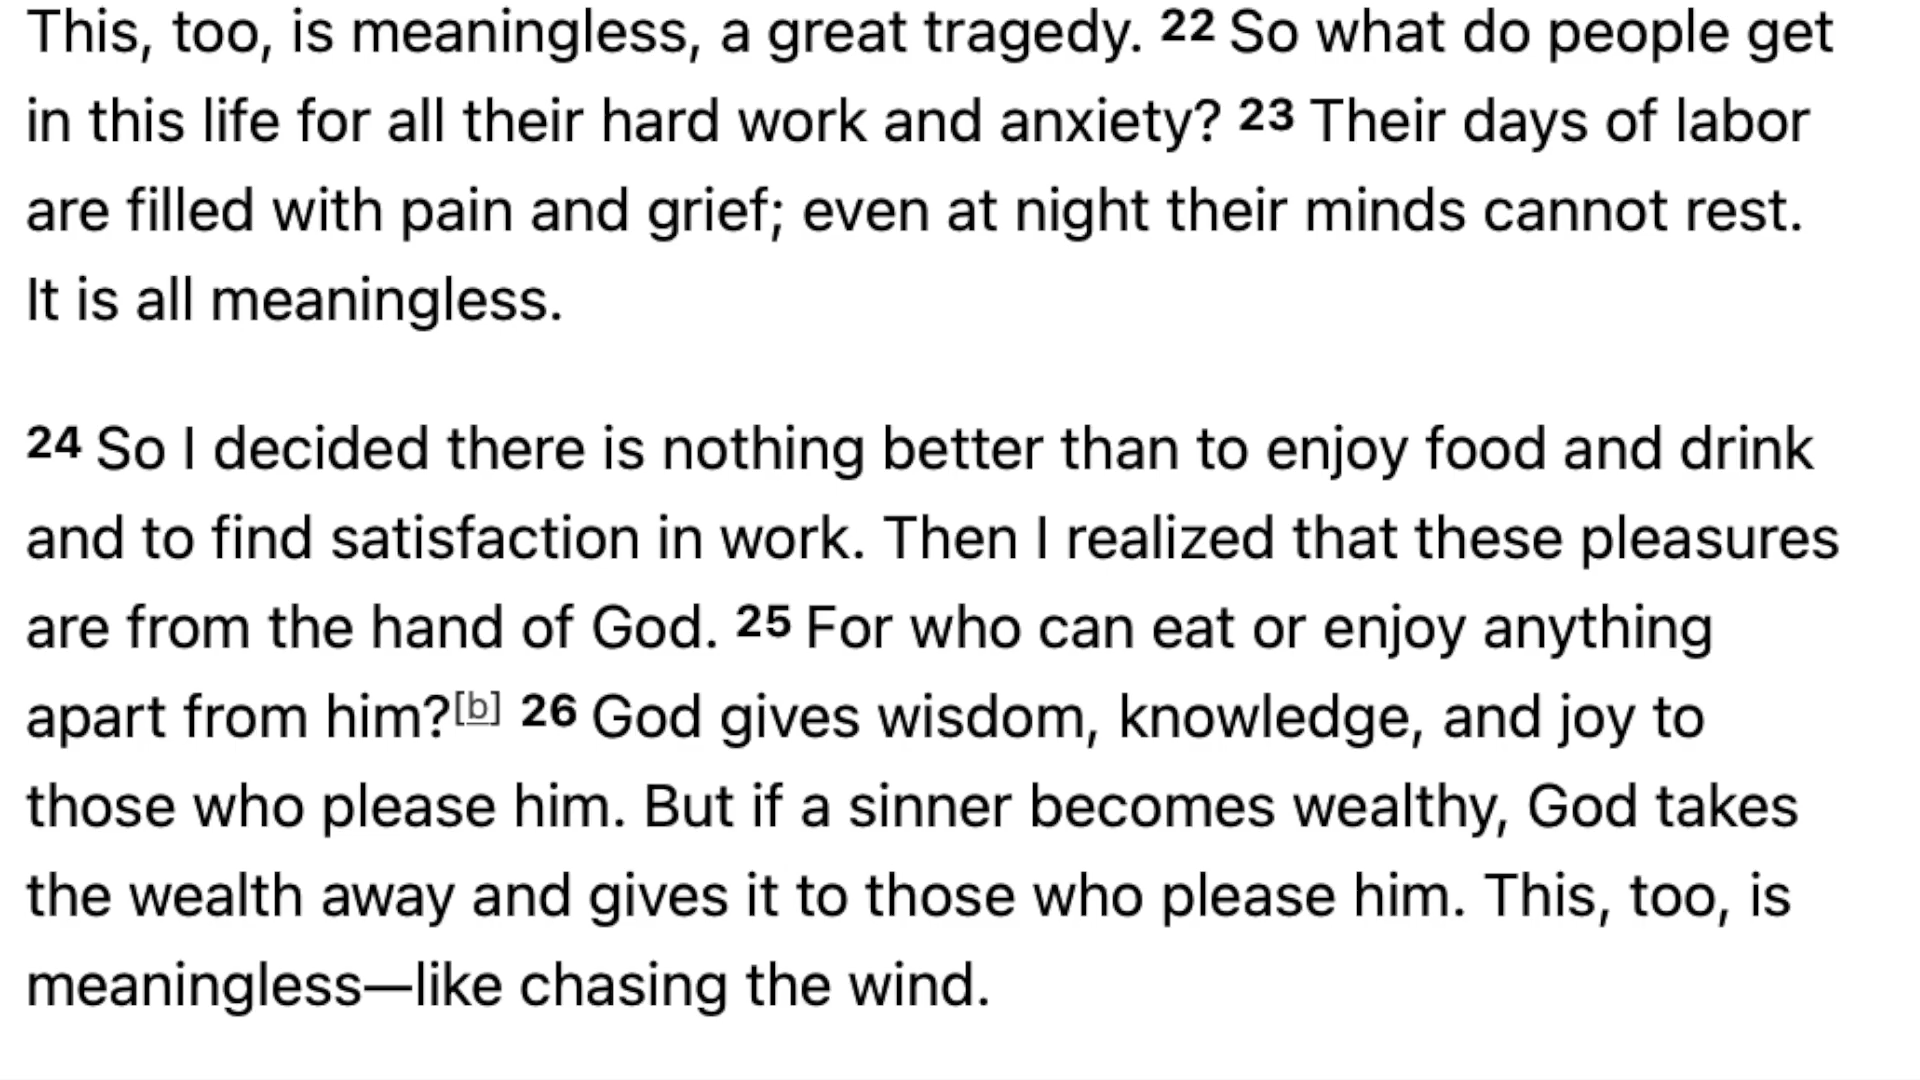 This, too, is meaningless, a great tragedy. 22 So what do people get
in this life for all their hard work and anxiety? 23 Their days of labor
are filled with pain and grief; even at night their minds cannot rest.
It is all meaningless.
24 So I decided there is nothing better than to enjoy food and drink
and to find satisfaction in work. Then I realized that these pleasures
are from the hand of God. 25 For who can eat or enjoy anything
apart from him?[b] 26 God gives wisdom, knowledge, and joy to
those who please him. But if a sinner becomes wealthy, God takes
the wealth away and gives it to those who please him. This, too, is
meaningless—like chasing the wind.